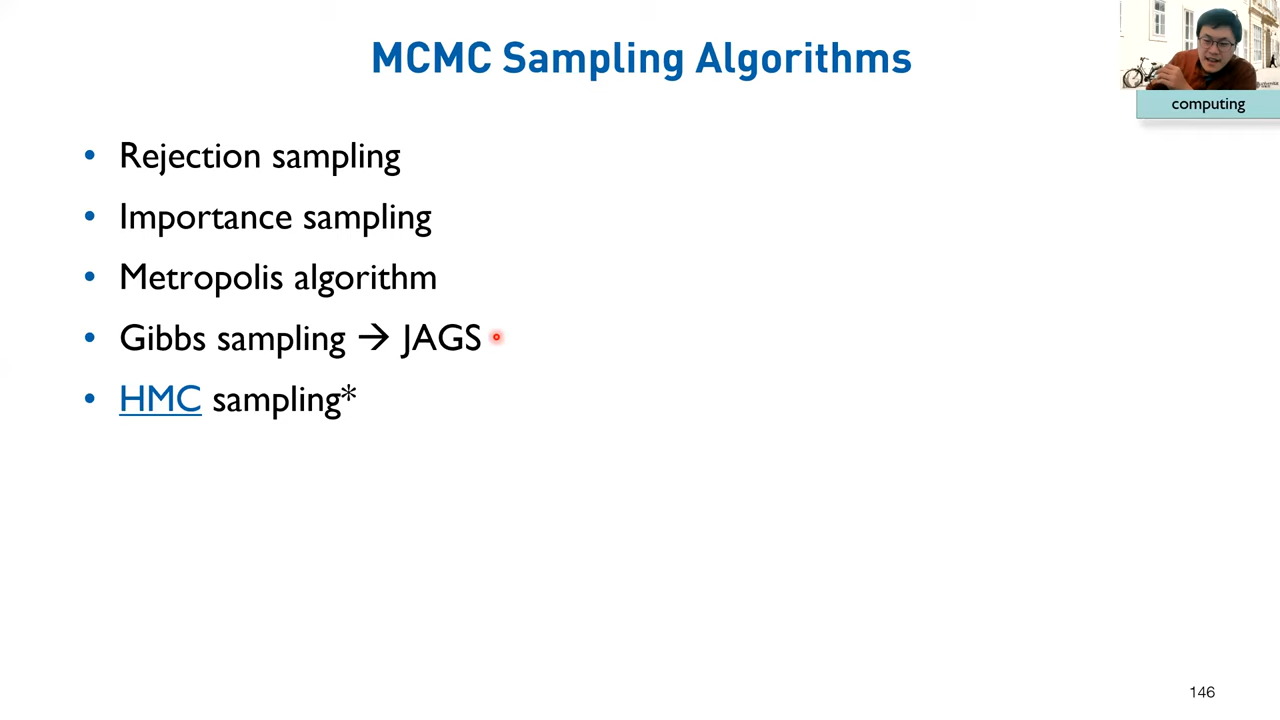 MCMC Sampling Algorithms
computing
• Rejection sampling
• Importance sampling
• Metropolis algorithm
• Gibbs sampling → JAGS
• HMC sampling*
146